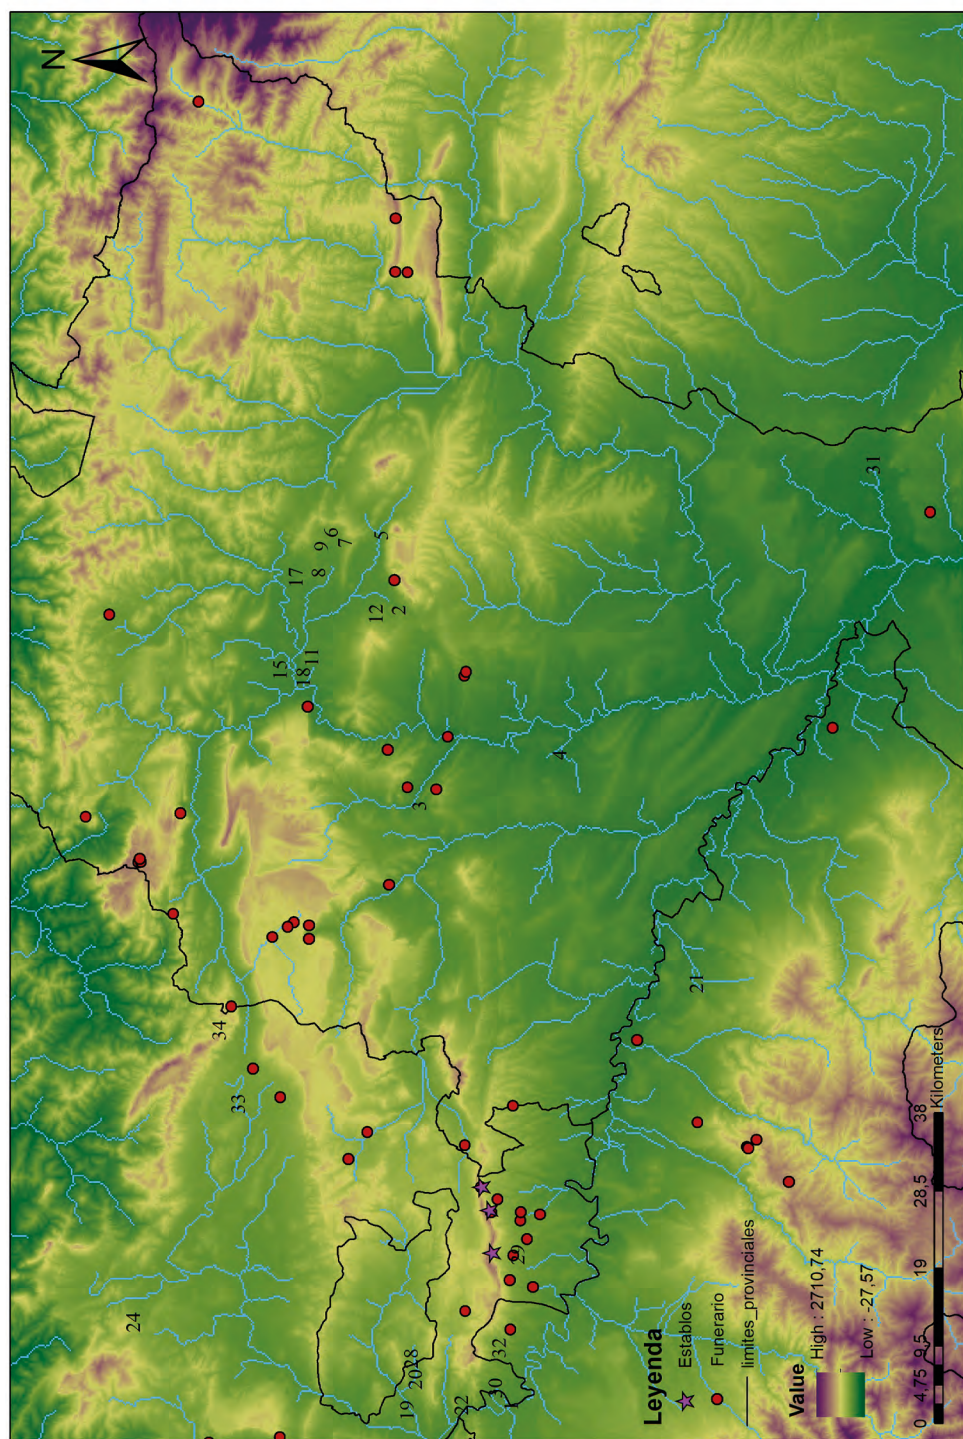 N
24
34
33
15
18
11
17
8
9
6
7
5
12
2
3
4
19
20
28
22
30
32
29
21
31
Leyenda
Establos
Funerario
limites_provinciales
Value
High : 2710,74
Low : -27,57
0 4,75 9,5 19 28,5 38
Kilometers